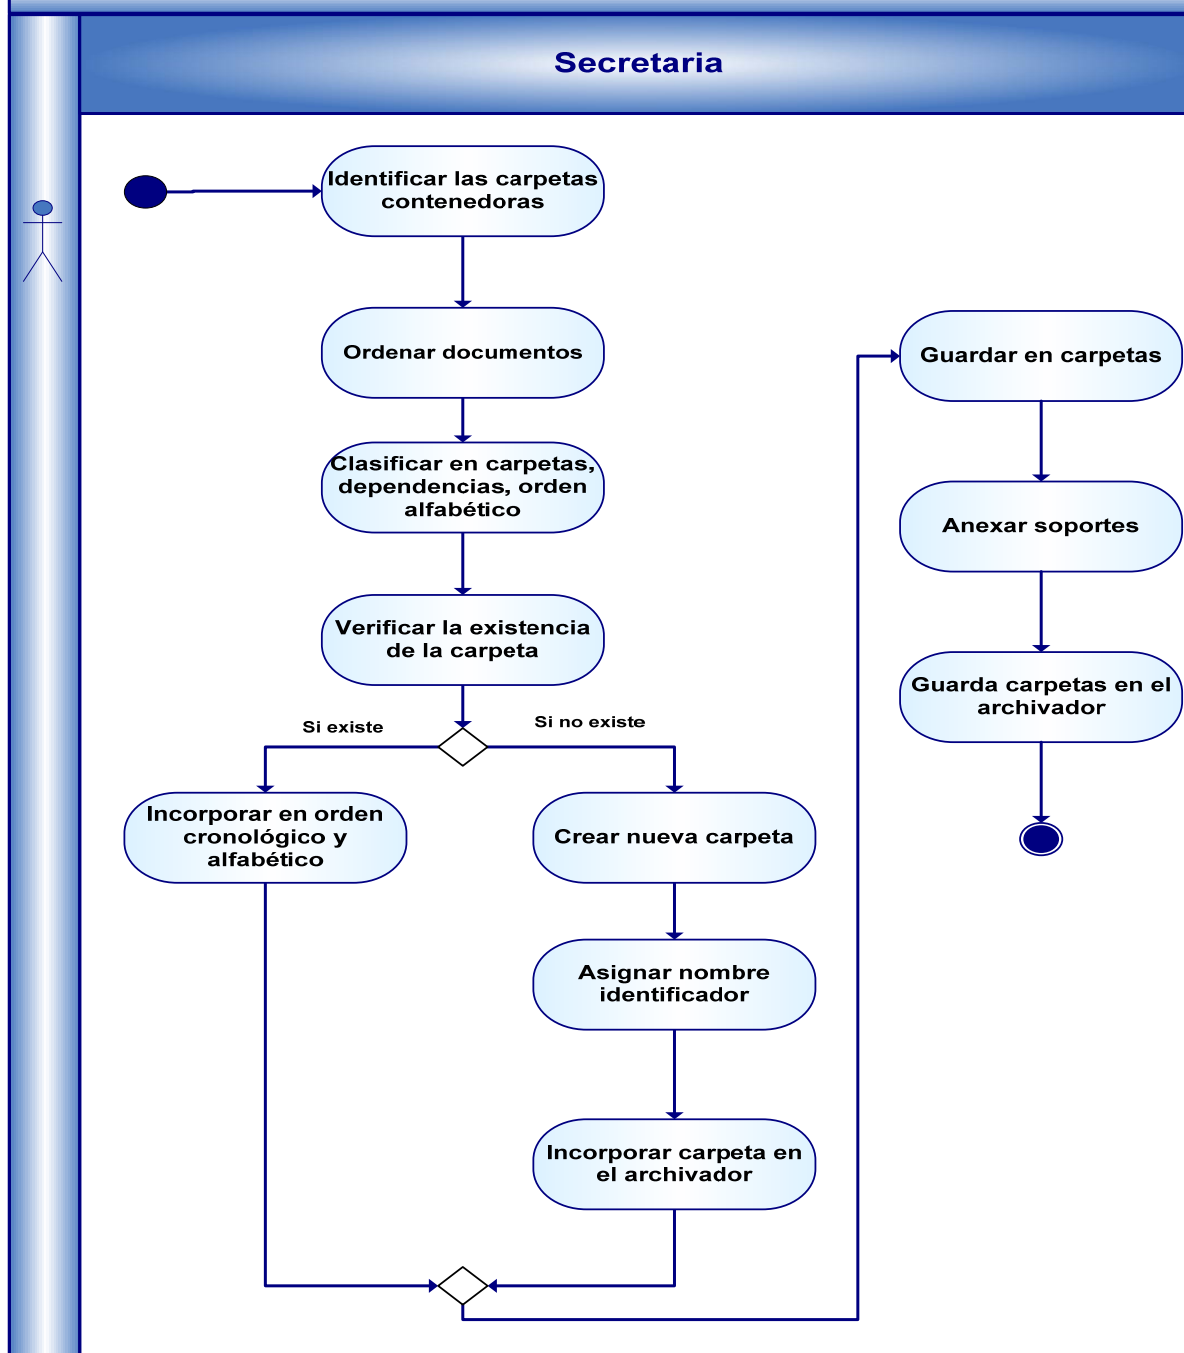 Secretaria
Identificar las carpetas
contenedoras
Ordenar documentos
Clasificar en carpetas,
dependencias, orden
alfabético
Verificar la existencia
de la carpeta
Si existe
Si no existe
Incorporar en orden
cronológico y
alfabético
Crear nueva carpeta
Asignar nombre
identificador
Incorporar carpeta en
el archivador
Guardar en carpetas
Anexar soportes
Guarda carpetas en el
archivador